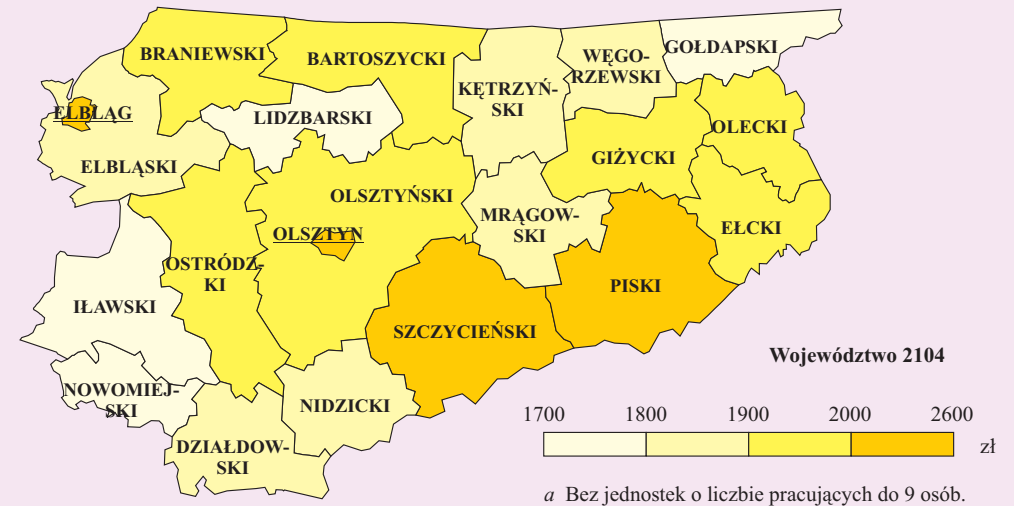 BRANIEWSKI
BARTOSZYCKI
KĘTRZYŃ-
SKI
WĘGO-
RZEWSKI
GOŁDAPSKI
ELBLĄG
LIDZBARSKI
OLECKI
ELBLĄSKI
GIŻYCKI
OLSZTYŃSKI
MRĄGOW-
SKI
EŁCKI
OLSZTYN
OSTRÓDZ-
KI
PISKI
IŁAWSKI
SZCZYCIEŃSKI
NOWOMIEJ-
SKI
NIDZICKI
DZIAŁDOW-
SKI
Województwo 2104
1700 1800 1900 2000 2600
zł
a Bez jednostek o liczbie pracujących do 9 osób.